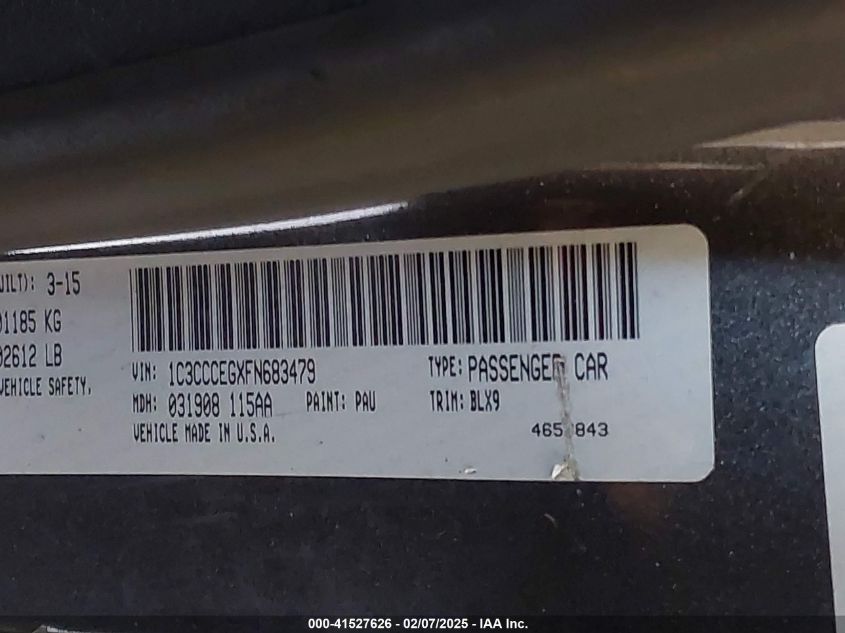 UILT): 3-15
01185 KG
02612 LB
VEHICLE SAFETY,
VIN: 1C3CCCEGXFN683479
TYPE: PASSENGER CAR
MDH: 031908 115AA PAINT: PAU TRIM: BLX9
VEHICLE MADE IN U.S.A.
000-41527626 - 02/07/2025 - IAA Inc.